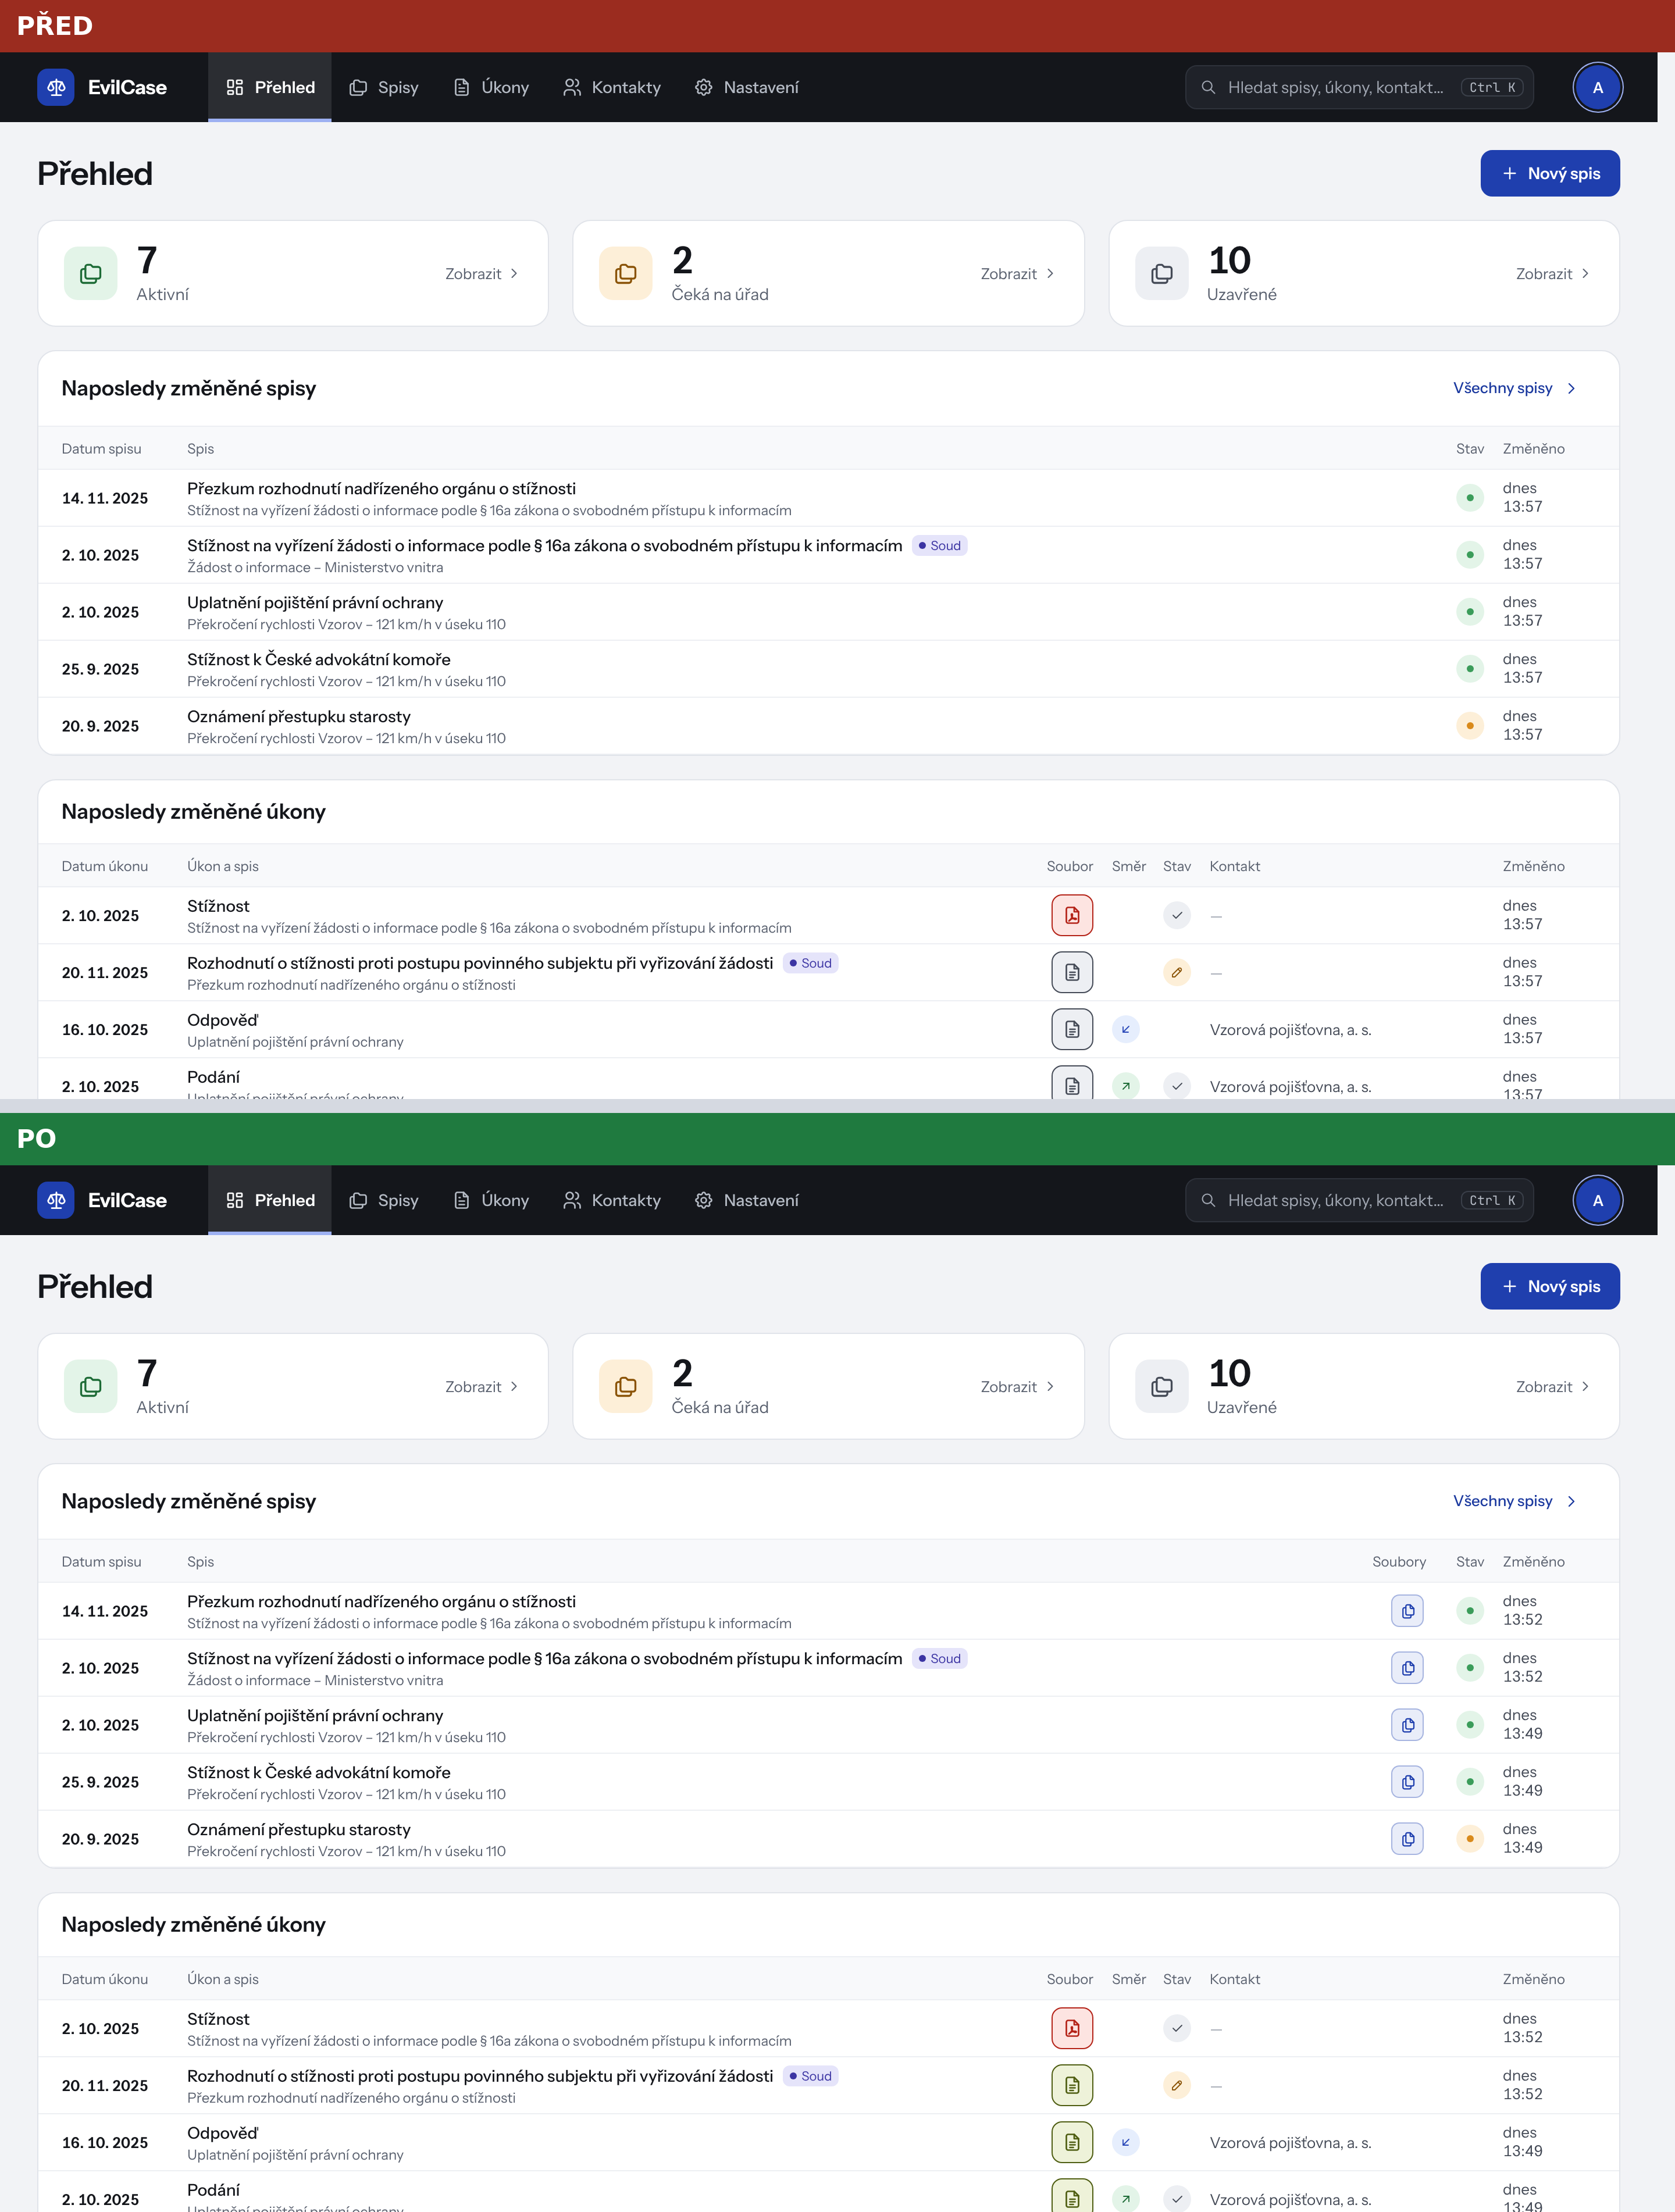 PŘED
EvilCase Přehled Spisy Úkony Kontakty Nastavení Hledat spisy, úkony, kontakt... Ctrl K A
Přehled Nový spis
7 Aktivní Zobrazit
2 Čeká na úřad Zobrazit
10 Uzavřené Zobrazit
Naposledy změněné spisy Všechny spisy
Datum spisu Spis Stav Změněno
14. 11. 2025 Přezkum rozhodnutí nadřízeného orgánu o stížnosti dnes
Stížnost na vyřízení žádosti o informace podle § 16a zákona o svobodném přístupu k informacím 13:57
2. 10. 2025 Stížnost na vyřízení žádosti o informace podle § 16a zákona o svobodném přístupu k informacím Soud dnes
Žádost o informace – Ministerstvo vnitra 13:57
2. 10. 2025 Uplatnění pojištění právní ochrany dnes
Překročení rychlosti Vzorov – 121 km/h v úseku 110 13:57
25. 9. 2025 Stížnost k České advokátní komoře dnes
Překročení rychlosti Vzorov – 121 km/h v úseku 110 13:57
20. 9. 2025 Oznámení přestupku starosty dnes
Překročení rychlosti Vzorov – 121 km/h v úseku 110 13:57
Naposledy změněné úkony
Datum úkonu Úkon a spis Soubor Směr Stav Kontakt Změněno
2. 10. 2025 Stížnost — dnes
Stížnost na vyřízení žádosti o informace podle § 16a zákona o svobodném přístupu k informacím 13:57
20. 11. 2025 Rozhodnutí o stížnosti proti postupu povinného subjektu při vyřizování žádosti Soud — dnes
Přezkum rozhodnutí nadřízeného orgánu o stížnosti 13:57
16. 10. 2025 Odpověď Vzorová pojišťovna, a. s. dnes
Uplatnění pojištění právní ochrany 13:57
2. 10. 2025 Podání Vzorová pojišťovna, a. s. dnes
Uplatnění pojištění právní ochrany 13:57
PO
EvilCase Přehled Spisy Úkony Kontakty Nastavení Hledat spisy, úkony, kontakt... Ctrl K A
Přehled Nový spis
7 Aktivní Zobrazit
2 Čeká na úřad Zobrazit
10 Uzavřené Zobrazit
Naposledy změněné spisy Všechny spisy
Datum spisu Spis Soubory Stav Změněno
14. 11. 2025 Přezkum rozhodnutí nadřízeného orgánu o stížnosti dnes
Stížnost na vyřízení žádosti o informace podle § 16a zákona o svobodném přístupu k informacím 13:52
2. 10. 2025 Stížnost na vyřízení žádosti o informace podle § 16a zákona o svobodném přístupu k informacím Soud dnes
Žádost o informace – Ministerstvo vnitra 13:52
2. 10. 2025 Uplatnění pojištění právní ochrany dnes
Překročení rychlosti Vzorov – 121 km/h v úseku 110 13:49
25. 9. 2025 Stížnost k České advokátní komoře dnes
Překročení rychlosti Vzorov – 121 km/h v úseku 110 13:49
20. 9. 2025 Oznámení přestupku starosty dnes
Překročení rychlosti Vzorov – 121 km/h v úseku 110 13:49
Naposledy změněné úkony
Datum úkonu Úkon a spis Soubor Směr Stav Kontakt Změněno
2. 10. 2025 Stížnost — dnes
Stížnost na vyřízení žádosti o informace podle § 16a zákona o svobodném přístupu k informacím 13:52
20. 11. 2025 Rozhodnutí o stížnosti proti postupu povinného subjektu při vyřizování žádosti Soud — dnes
Přezkum rozhodnutí nadřízeného orgánu o stížnosti 13:52
16. 10. 2025 Odpověď Vzorová pojišťovna, a. s. dnes
Uplatnění pojištění právní ochrany 13:49
2. 10. 2025 Podání Vzorová pojišťovna, a. s. dnes
Uplatnění pojištění právní ochrany 13:49